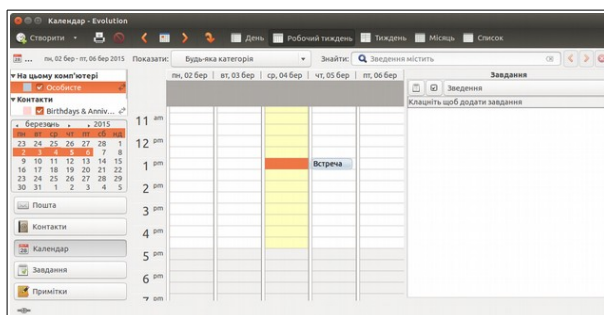 Календар - Evolution
Створити
День
Робочий тиждень
Тиждень
Місяць
Список
... пн, 02 бер - пт, 06 бер 2015
Показати:
Будь-яка категорія
Знайти:
Зведення містить
На цьому комп'ютері
Особисте
Контакти
Birthdays & Anniv...
березень 2015
пн вт ср чт пт сб нд
23 24 25 26 27 28 1
2 3 4 5 6 7 8
9 10 11 12 13 14 15
16 17 18 19 20 21 22
23 24 25 26 27 28 29
30 31 1 2 3 4 5
Пошта
Контакти
Календар
Завдання
Примітки
пн, 02 бер
вт, 03 бер
ср, 04 бер
чт, 05 бер
пт, 06 бер
11 am
12 pm
1 pm
Встреча
2 pm
3 pm
4 pm
5 pm
6 pm
7 pm
Завдання
Зведення
Клацніть щоб додати завдання